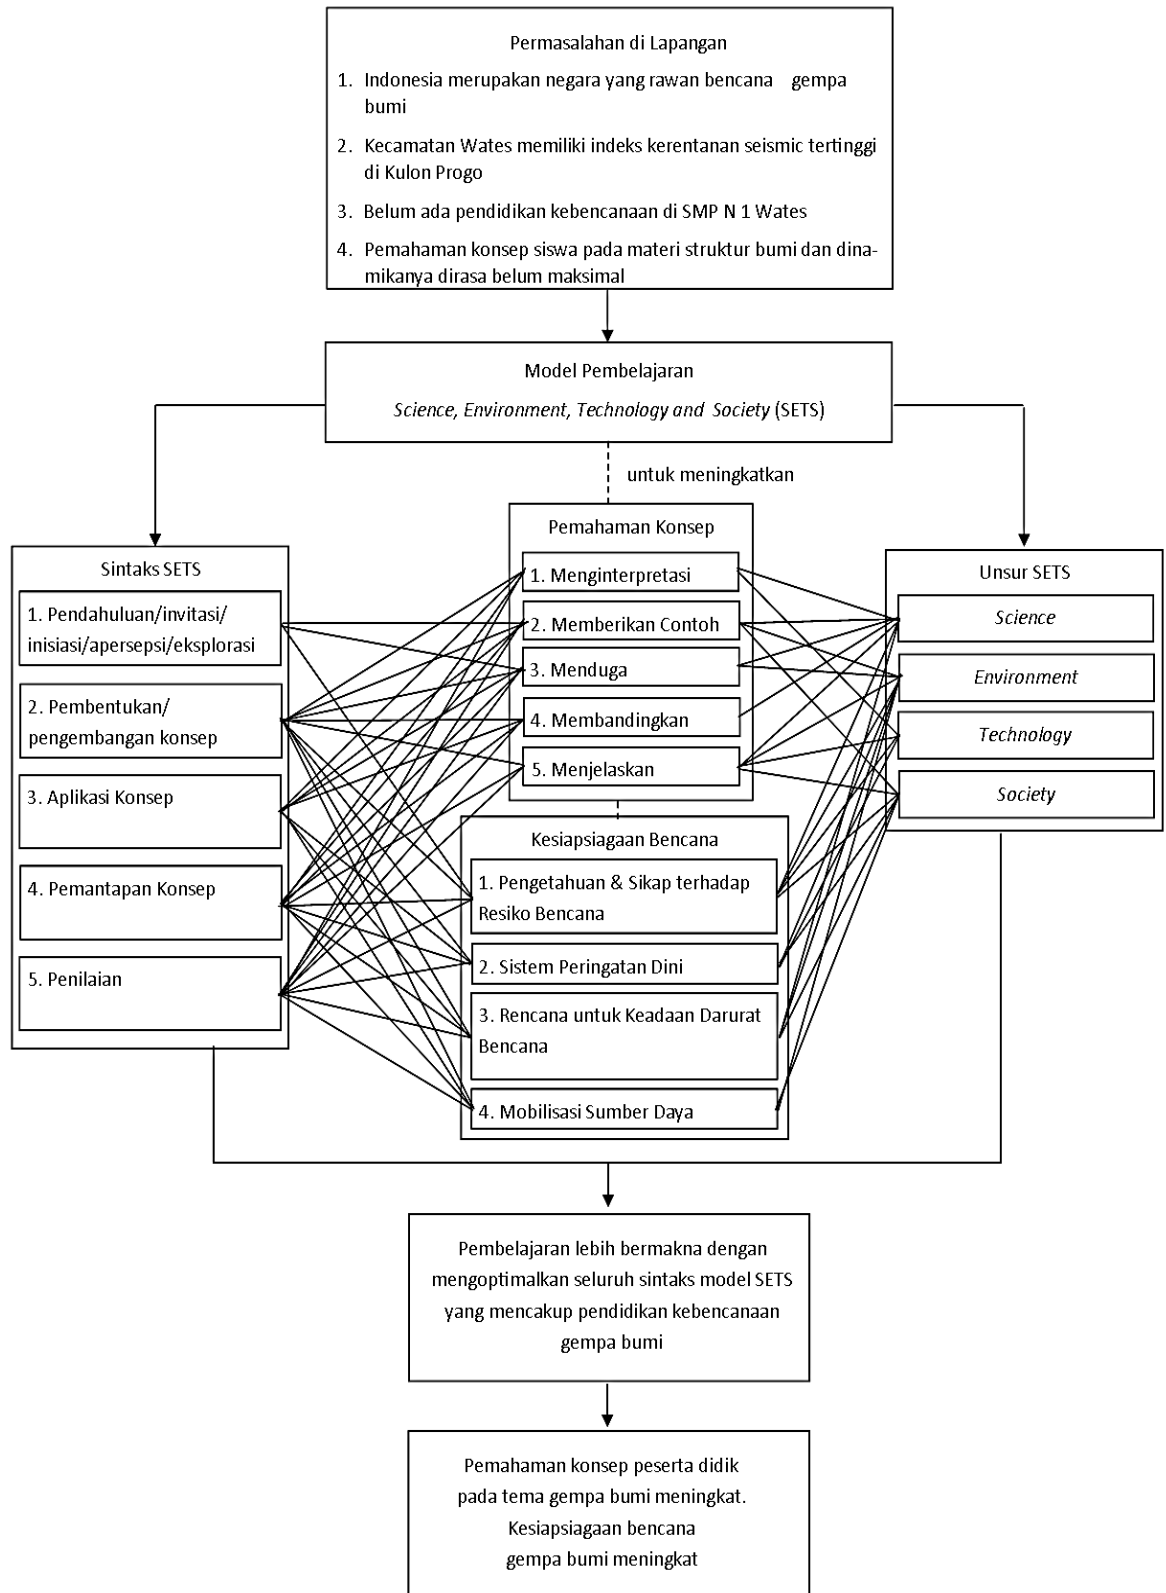 Permasalahan di Lapangan
1. Indonesia merupakan negara yang rawan bencana gempa
bumi
2. Kecamatan Wates memiliki indeks kerentanan seismic tertinggi
di Kulon Progo
3. Belum ada pendidikan kebencanaan di SMP N 1 Wates
4. Pemahaman konsep siswa pada materi struktur bumi dan dina-
mikanya dirasa belum maksimal
Model Pembelajaran
Science, Environment, Technology and Society (SETS)
untuk meningkatkan
Sintaks SETS
1. Pendahuluan/invitasi/
inisiasi/apersepsi/eksplorasi
2. Pembentukan/
pengembangan konsep
3. Aplikasi Konsep
4. Pemantapan Konsep
5. Penilaian
Pemahaman Konsep
1. Menginterpretasi
2. Memberikan Contoh
3. Menduga
4. Membandingkan
5. Menjelaskan
Kesiapsiagaan Bencana
1. Pengetahuan & Sikap terhadap
Resiko Bencana
2. Sistem Peringatan Dini
3. Rencana untuk Keadaan Darurat
Bencana
4. Mobilisasi Sumber Daya
Unsur SETS
Science
Environment
Technology
Society
Pembelajaran lebih bermakna dengan
mengoptimalkan seluruh sintaks model SETS
yang mencakup pendidikan kebencanaan
gempa bumi
Pemahaman konsep peserta didik
pada tema gempa bumi meningkat.
Kesiapsiagaan bencana
gempa bumi meningkat